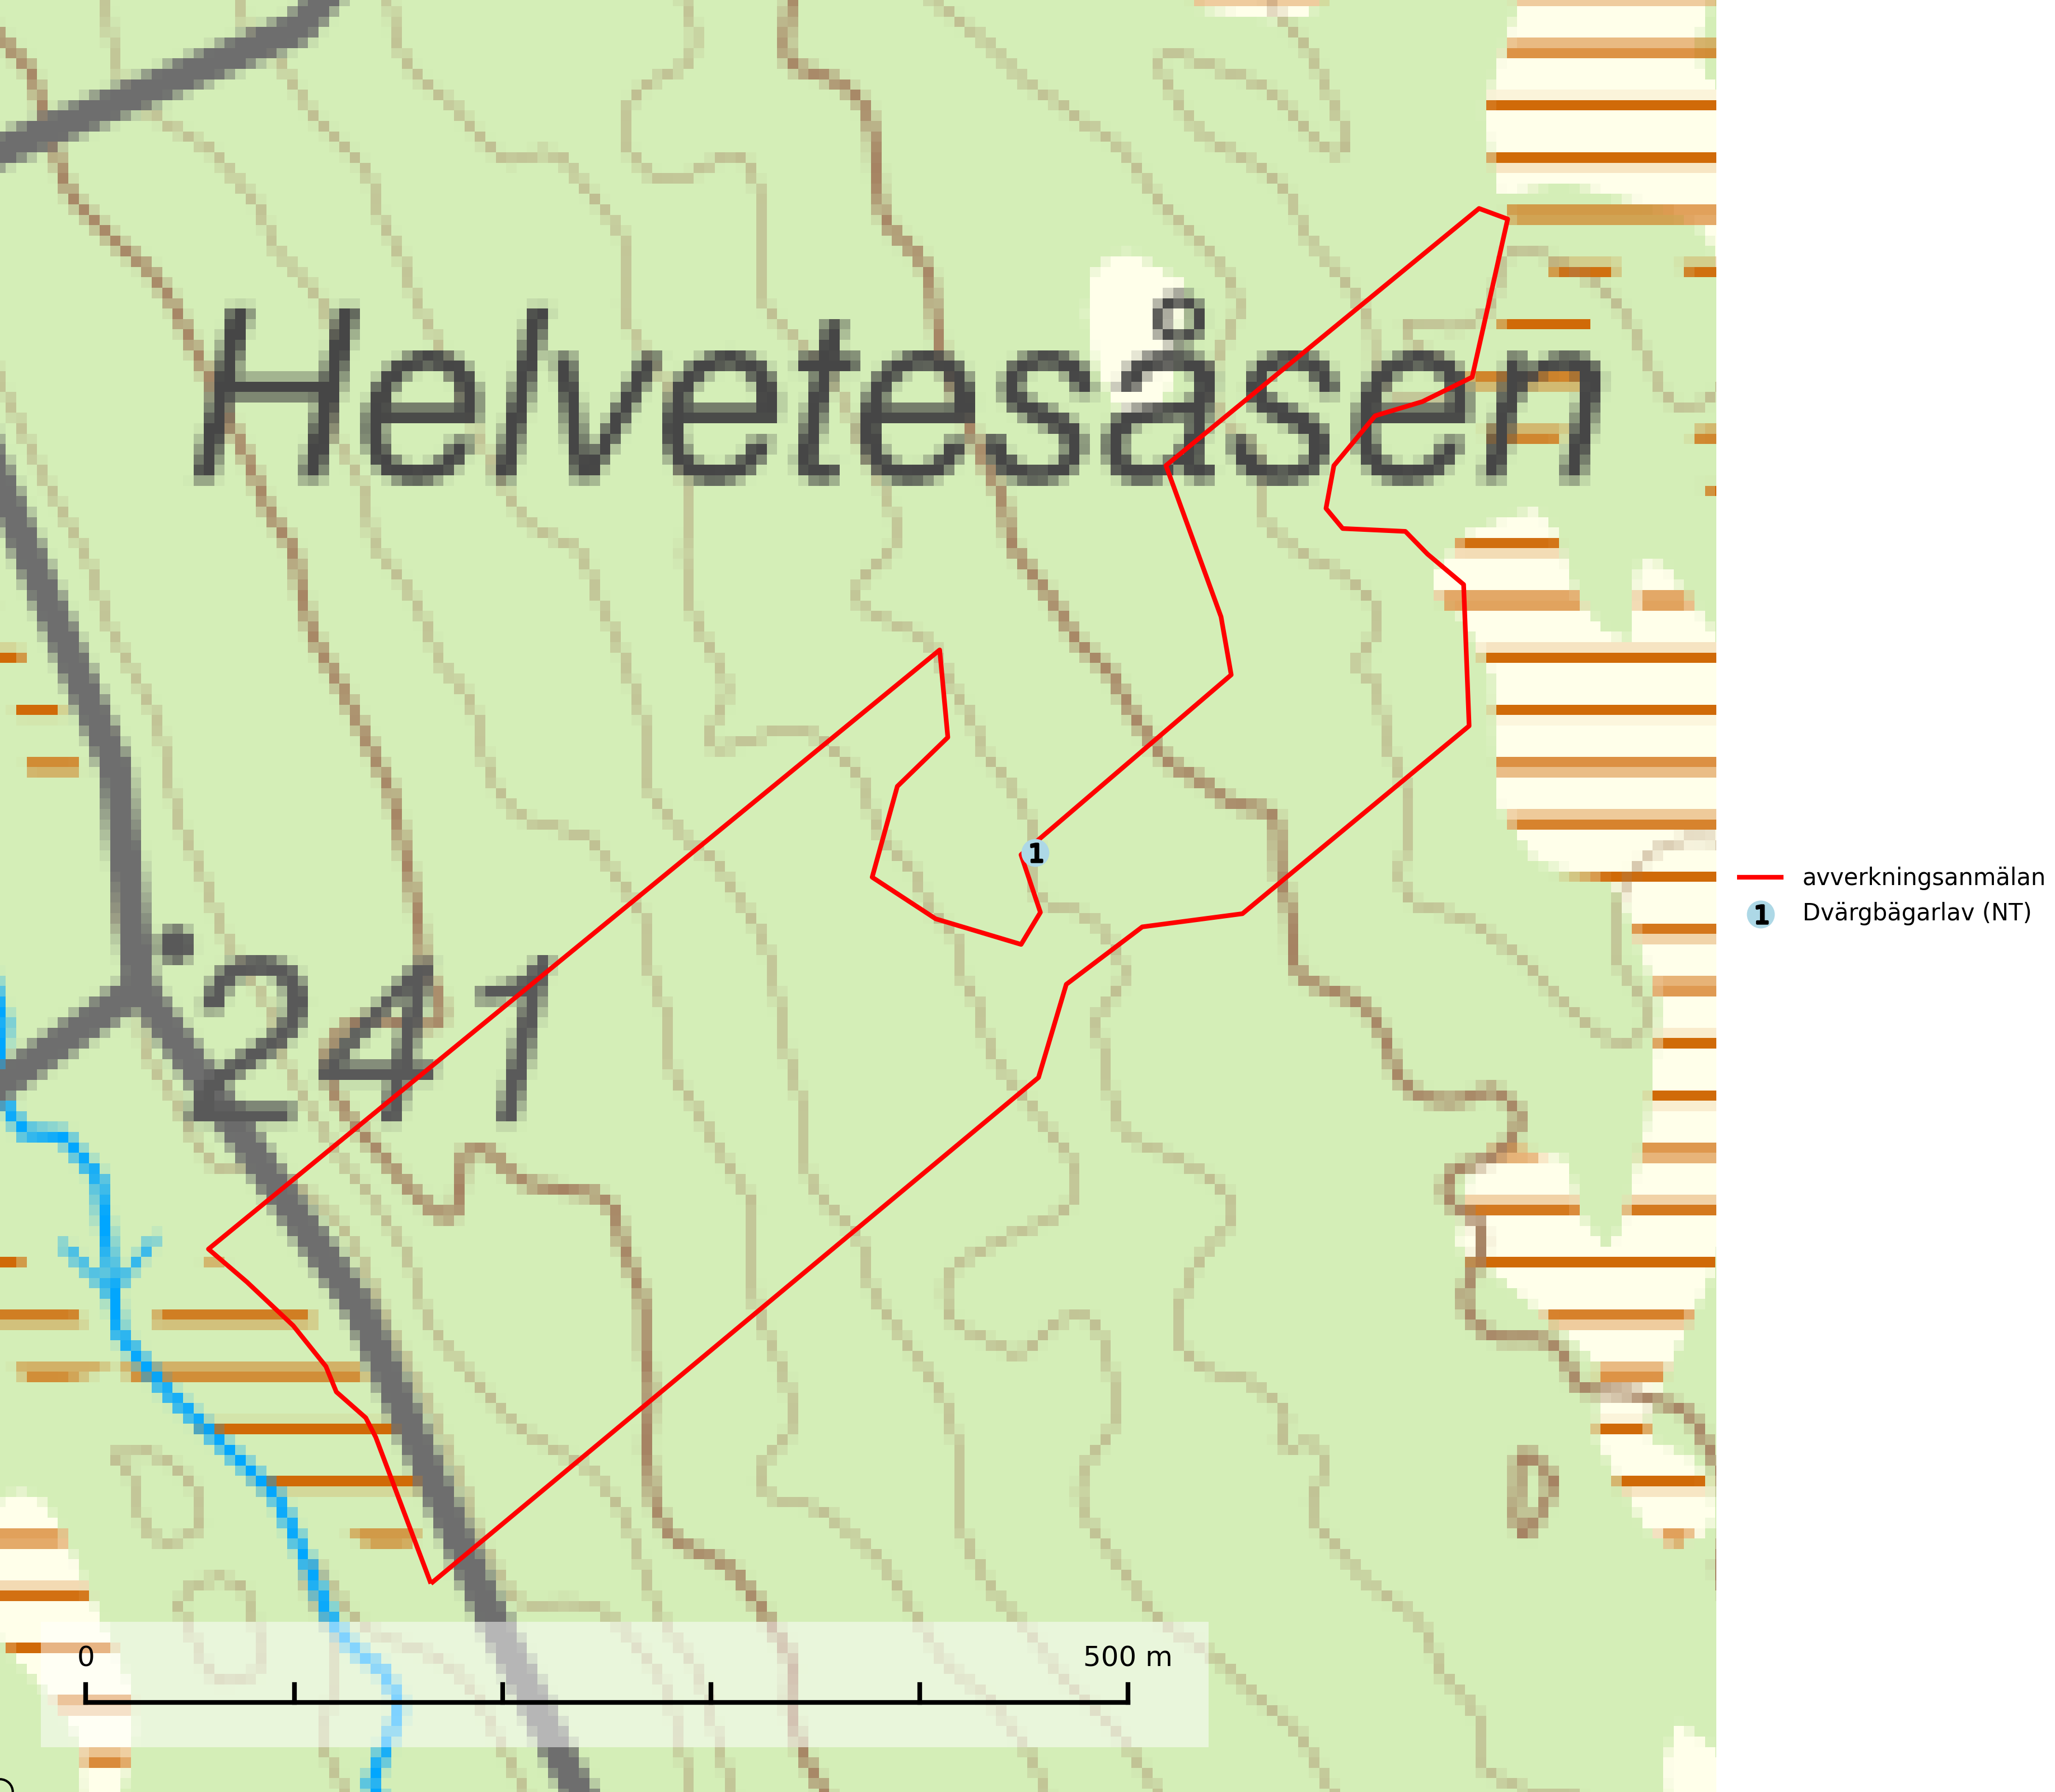 Helvetesåsen
1
241
avverkningsanmälan
1 Dvärgbägarlav (NT)
0 500 m